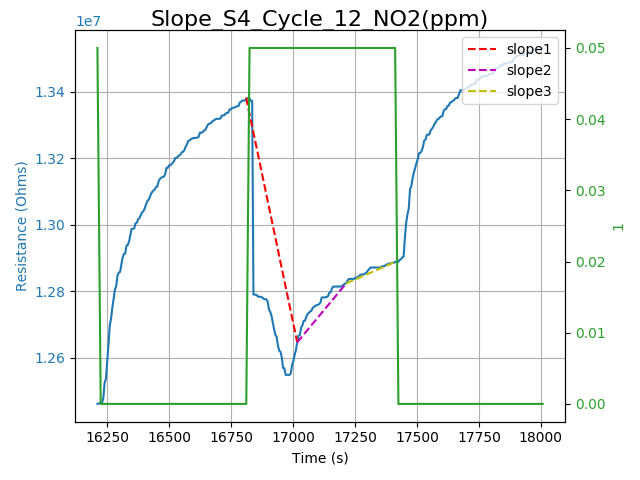 Slope_S4_Cycle_12_NO2(ppm)
1e7
slope1
slope2
slope3
1.34
1.32
1.30
1.28
1.26
Resistance (Ohms)
0.05
0.04
0.03
0.02
0.01
0.00
1
16250 16500 16750 17000 17250 17500 17750 18000
Time (s)